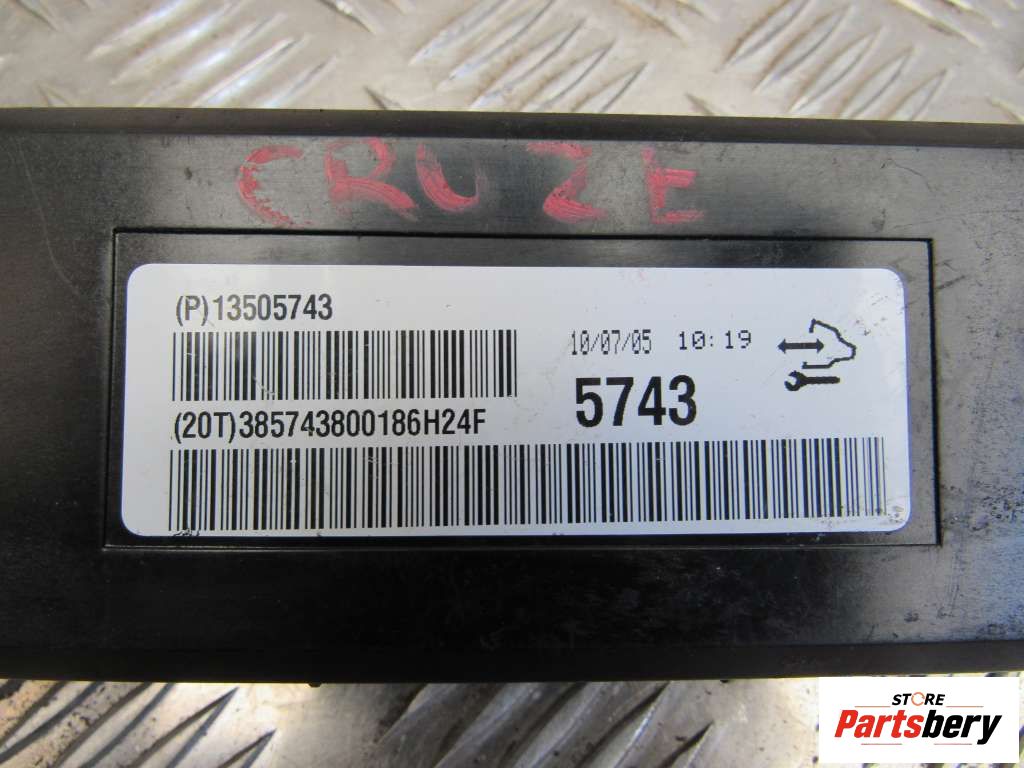 CRUZE
(P)13505743
10/07/05 10:19
5743
(20T)385743800186H24F
STORE
Partsbery